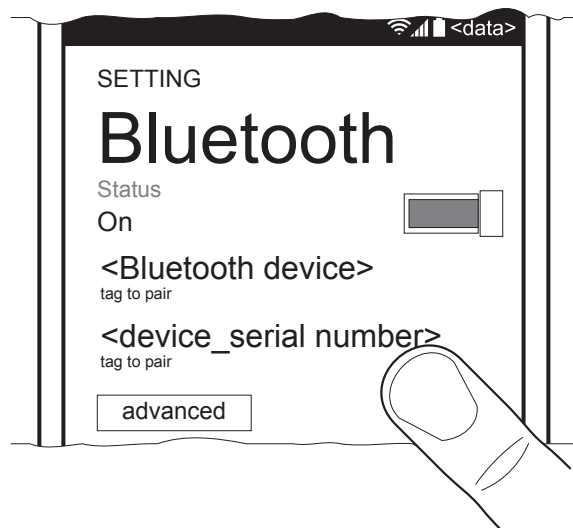 <data>
SETTING
Bluetooth
Status
On
<Bluetooth device>
tag to pair
<device_serial number>
tag to pair
advanced